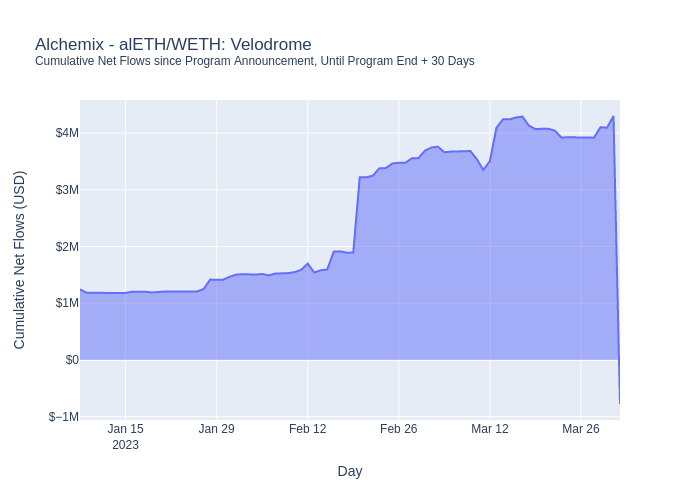 Alchemix - alETH/WETH: Velodrome
Cumulative Net Flows since Program Announcement, Until Program End + 30 Days
Cumulative Net Flows (USD)
$4M
$3M
$2M
$1M
$0
$−1M
Jan 15
2023
Jan 29
Feb 12
Feb 26
Mar 12
Mar 26
Day